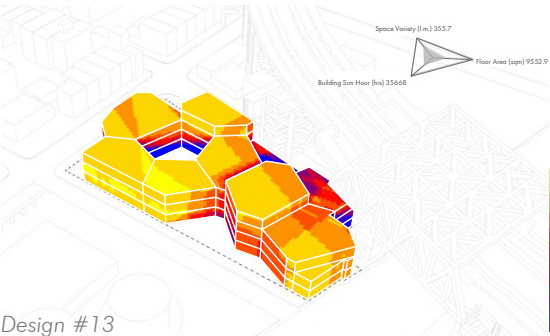 Space Variety (l.m.) 355.7
Floor Area (sqm) 9552.9
Building Sun Hour (hrs) 35668
Design #13